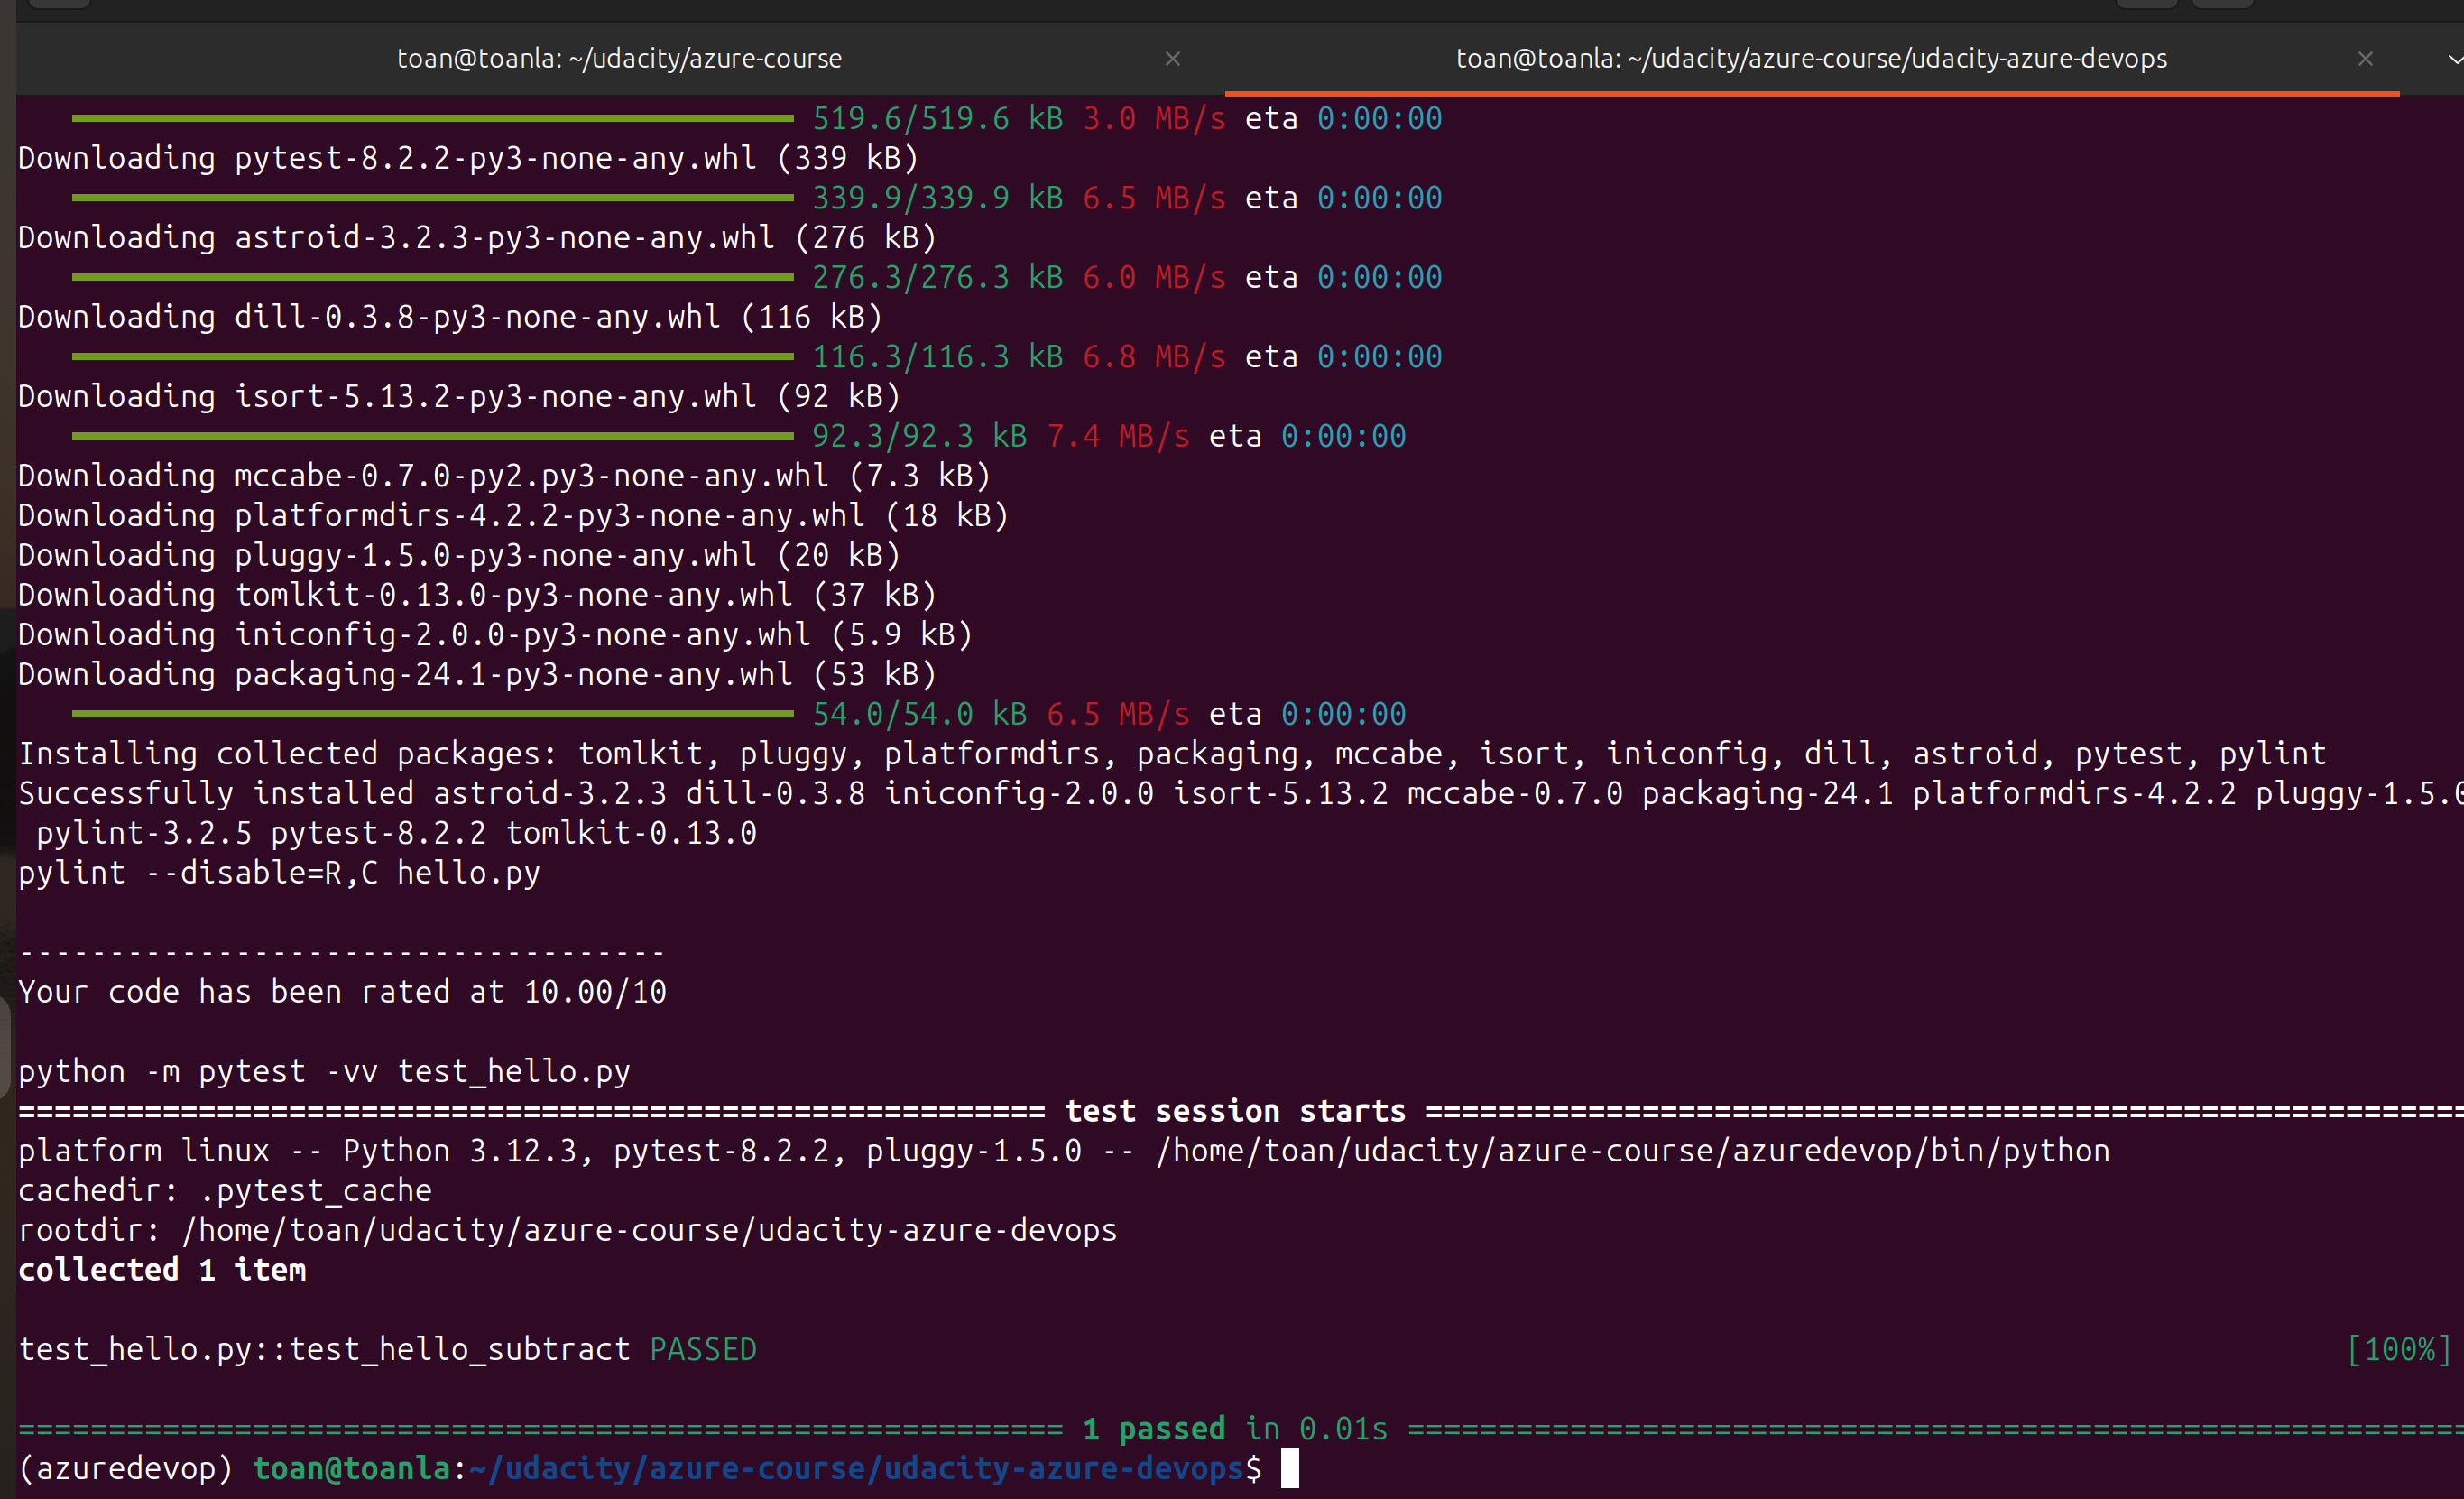 toan@toanla: ~/udacity/azure-course
toan@toanla: ~/udacity/azure-course/udacity-azure-devops
519.6/519.6 kB 3.0 MB/s eta 0:00:00
Downloading pytest-8.2.2-py3-none-any.whl (339 kB)
339.9/339.9 kB 6.5 MB/s eta 0:00:00
Downloading astroid-3.2.3-py3-none-any.whl (276 kB)
276.3/276.3 kB 6.0 MB/s eta 0:00:00
Downloading dill-0.3.8-py3-none-any.whl (116 kB)
116.3/116.3 kB 6.8 MB/s eta 0:00:00
Downloading isort-5.13.2-py3-none-any.whl (92 kB)
92.3/92.3 kB 7.4 MB/s eta 0:00:00
Downloading mccabe-0.7.0-py2.py3-none-any.whl (7.3 kB)
Downloading platformdirs-4.2.2-py3-none-any.whl (18 kB)
Downloading pluggy-1.5.0-py3-none-any.whl (20 kB)
Downloading tomlkit-0.13.0-py3-none-any.whl (37 kB)
Downloading iniconfig-2.0.0-py3-none-any.whl (5.9 kB)
Downloading packaging-24.1-py3-none-any.whl (53 kB)
54.0/54.0 kB 6.5 MB/s eta 0:00:00
Installing collected packages: tomlkit, pluggy, platformdirs, packaging, mccabe, isort, iniconfig, dill, astroid, pytest, pylint
Successfully installed astroid-3.2.3 dill-0.3.8 iniconfig-2.0.0 isort-5.13.2 mccabe-0.7.0 packaging-24.1 platformdirs-4.2.2 pluggy-1.5.0
pylint-3.2.5 pytest-8.2.2 tomlkit-0.13.0
pylint --disable=R,C hello.py
------------------------------------
Your code has been rated at 10.00/10
python -m pytest -vv test_hello.py
========================================================= test session starts ==========================================================
platform linux -- Python 3.12.3, pytest-8.2.2, pluggy-1.5.0 -- /home/toan/udacity/azure-course/azuredevop/bin/python
cachedir: .pytest_cache
rootdir: /home/toan/udacity/azure-course/udacity-azure-devops
collected 1 item
test_hello.py::test_hello_subtract PASSED [100%]
========================================================== 1 passed in 0.01s ===========================================================
(azuredevop) toan@toanla:~/udacity/azure-course/udacity-azure-devops$